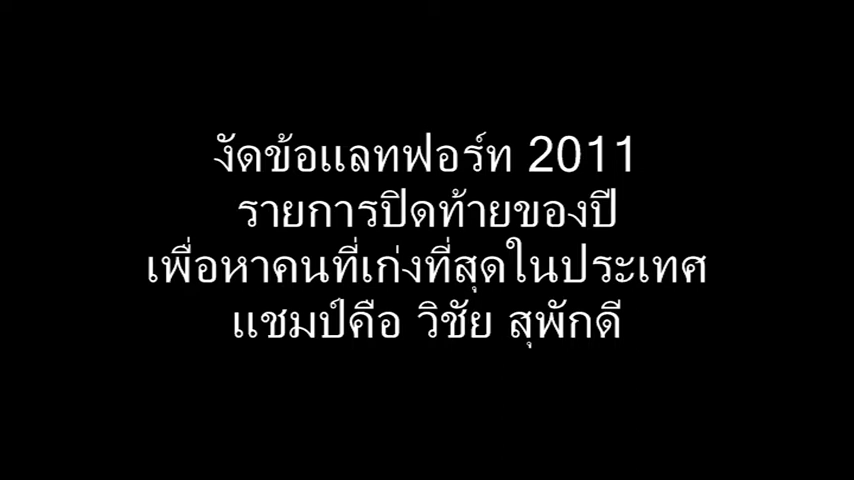 งัดข้อแลทฟอร์ท 2011
รายการปิดท้ายของปี
เพื่อหาคนที่เก่งที่สุดในประเทศ
แชมป์คือ วิชัย สุพักดี